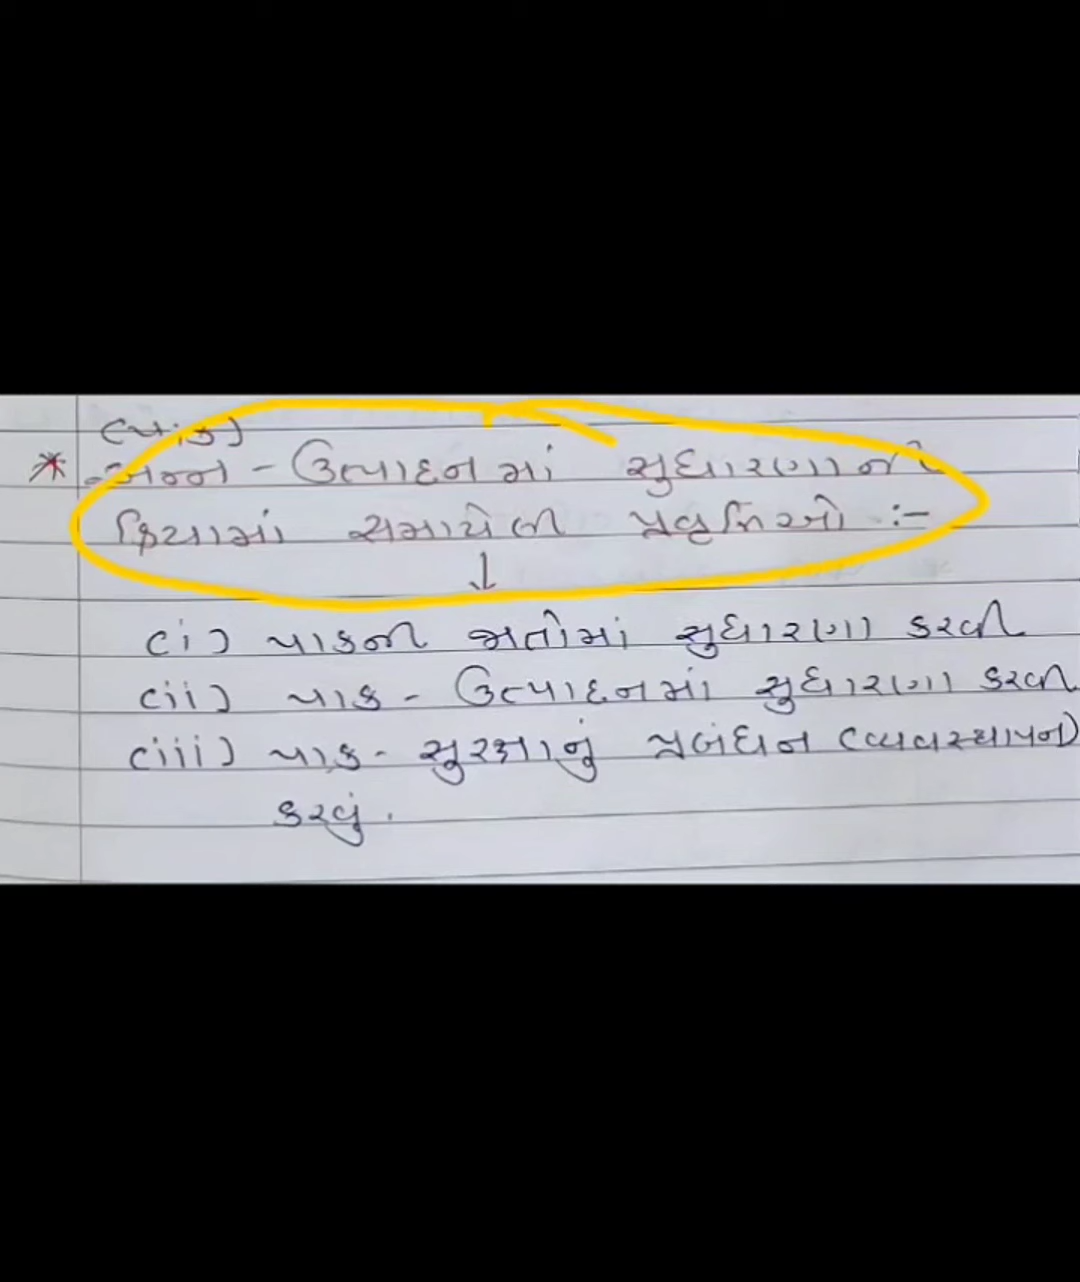 (પાક)
* અન્ન - ઉત્પાદનમાં સુધારણાની
ક્રિયામાં સમાયેલી પ્રવૃત્તિઓ :-
↓
(i) પાકની જાતોમાં સુધારણા કરવી
(ii) પાક - ઉત્પાદનમાં સુધારણા કરવી
(iii) પાક - સુરક્ષાનું પ્રબંધન (વ્યવસ્થાપન)
કરવું.